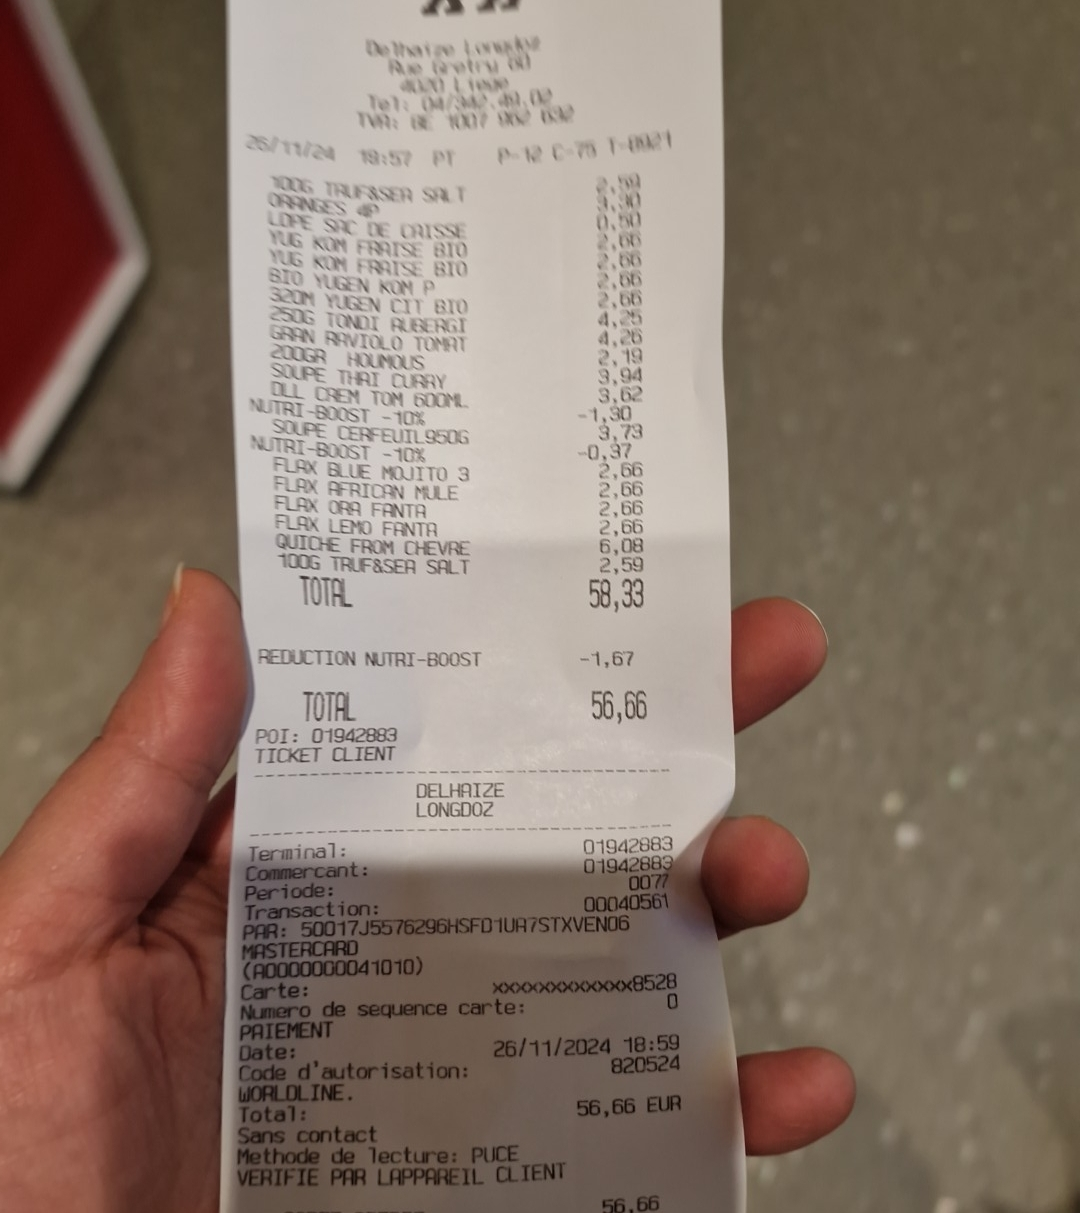 Delhaize Longdoz
Rue Gretry 60
4020 Liege
Tel: 04/342.49.02
TVA: BE 1007 962 632
26/11/24 18:57 PT P-12 C-75 T-0921
100G TRUF&SER SALT 2,59
ORANGES 4P 3,30
LOPE SAC DE CAISSE 0,50
YUG KOM FRAISE BIO 2,66
YUG KOM FRAISE BIO 2,66
BIO YUGEN KOM P 2,66
320M YUGEN CIT BIO 2,66
250G TONDI AUBERGI 4,25
GRAN RAVIOLO TOMAT 4,26
200GR HOUMOUS 2,19
SOUPE THAI CURRY 3,94
DLL CREM TOM 600ML 3,62
NUTRI-BOOST -10% -1,30
SOUPE CERFEUIL950G 3,73
NUTRI-BOOST -10% -0,37
FLAX BLUE MOJITO 3 2,66
FLAX AFRICAN MULE 2,66
FLAX ORA FANTA 2,66
FLAX LEMO FANTA 2,66
QUICHE FROM CHEVRE 6,08
100G TRUF&SER SALT 2,59
TOTAL 58,33
REDUCTION NUTRI-BOOST -1,67
TOTAL 56,66
POI: 01942883
TICKET CLIENT
DELHAIZE
LONGDOZ
Terminal: 01942883
Commercant: 01942883
Periode: 0077
Transaction: 00040561
PAR: 50017J5576296HSFD1UA7STXVEN06
MASTERCARD
(A0000000041010)
Carte: xxxxxxxxxxxx8528
Numero de sequence carte: 0
PAIEMENT
Date: 26/11/2024 18:59
Code d'autorisation: 820524
WORLDLINE.
Total: 56,66 EUR
Sans contact
Methode de lecture: PUCE
VERIFIE PAR LAPPAREIL CLIENT
56,66